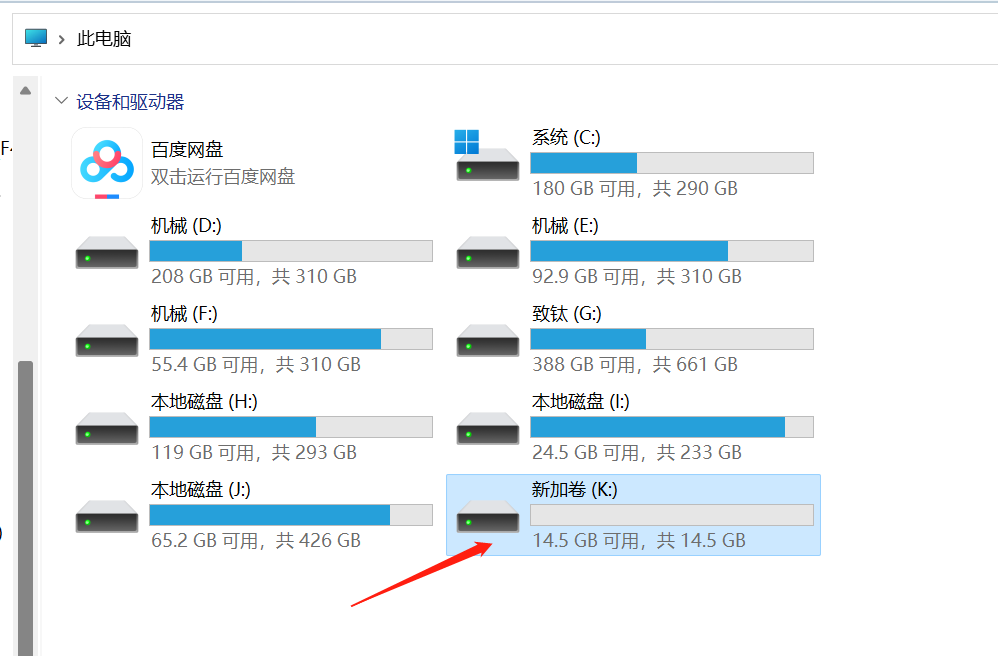 此电脑
设备和驱动器
百度网盘
双击运行百度网盘
系统 (C:)
180 GB 可用，共 290 GB
机械 (D:)
208 GB 可用，共 310 GB
机械 (E:)
92.9 GB 可用，共 310 GB
机械 (F:)
55.4 GB 可用，共 310 GB
致钛 (G:)
388 GB 可用，共 661 GB
本地磁盘 (H:)
119 GB 可用，共 293 GB
本地磁盘 (I:)
24.5 GB 可用，共 233 GB
本地磁盘 (J:)
65.2 GB 可用，共 426 GB
新加卷 (K:)
14.5 GB 可用，共 14.5 GB